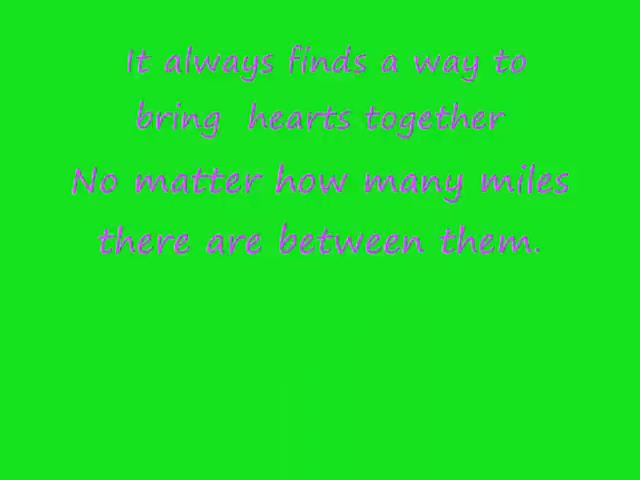 It always finds a way to
bring hearts together
No matter how many miles
there are between them.